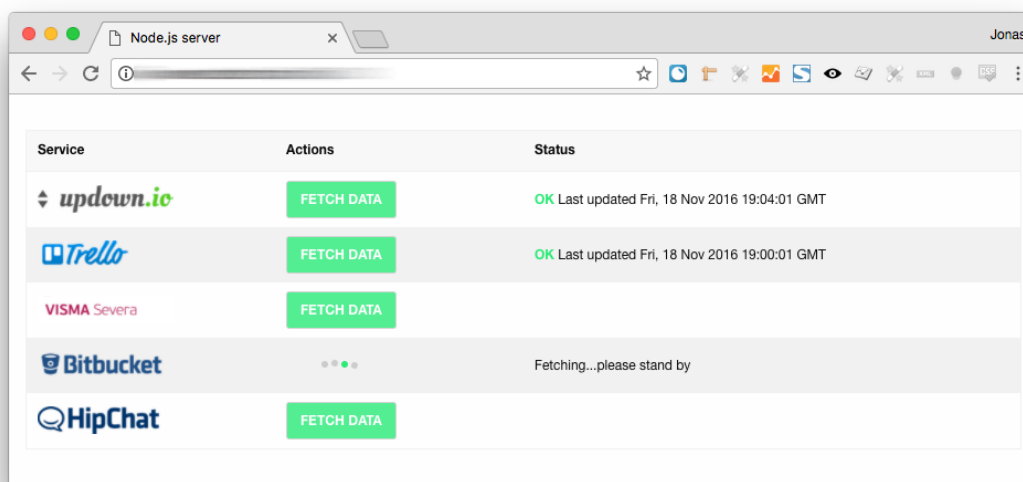 Node.js server
Jonas
Service Actions Status
updown.io FETCH DATA OK Last updated Fri, 18 Nov 2016 19:04:01 GMT
Trello FETCH DATA OK Last updated Fri, 18 Nov 2016 19:00:01 GMT
VISMA Severa FETCH DATA
Bitbucket Fetching...please stand by
HipChat FETCH DATA